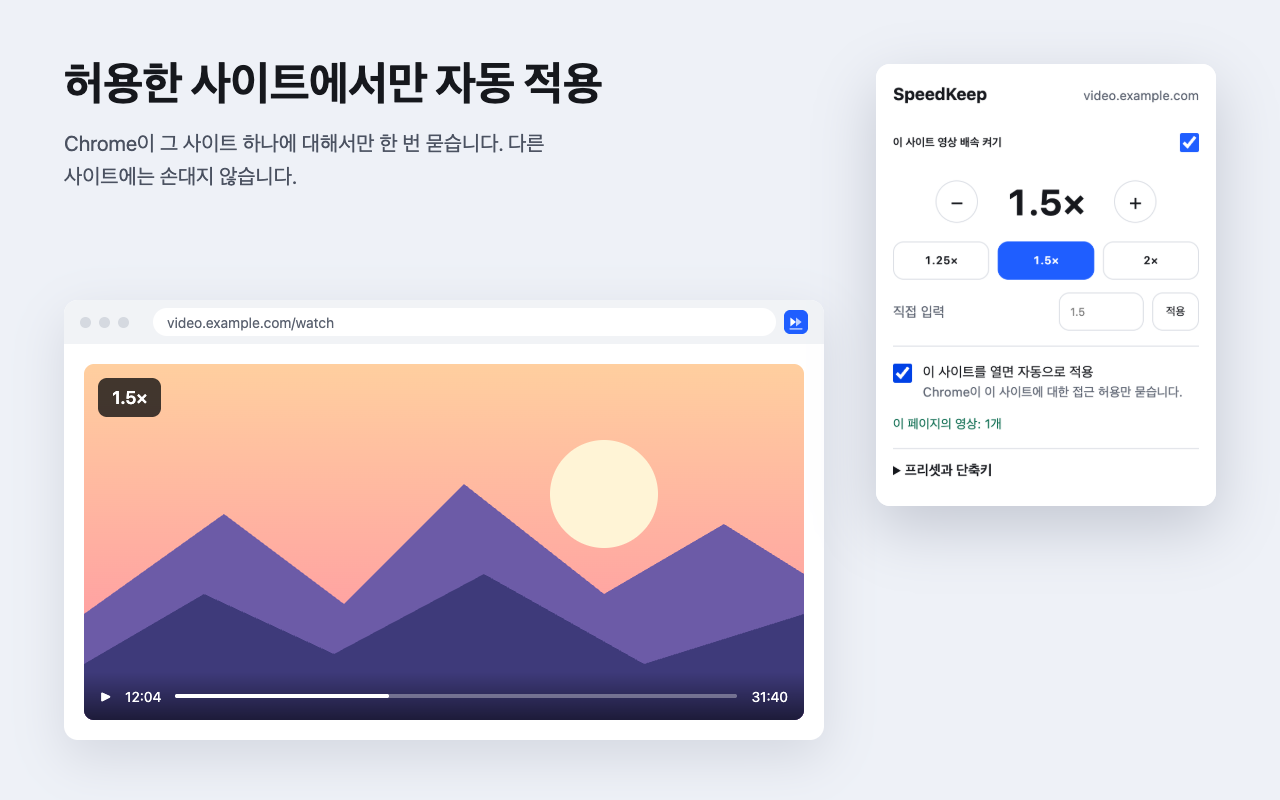 허용한 사이트에서만 자동 적용
Chrome이 그 사이트 하나에 대해서만 한 번 묻습니다. 다른
사이트에는 손대지 않습니다.
video.example.com/watch
1.5×
12:04
31:40
SpeedKeep
video.example.com
이 사이트 영상 배속 켜기
−
1.5×
+
1.25×
1.5×
2×
직접 입력
1.5
적용
이 사이트를 열면 자동으로 적용
Chrome이 이 사이트에 대한 접근 허용만 묻습니다.
이 페이지의 영상: 1개
프리셋과 단축키